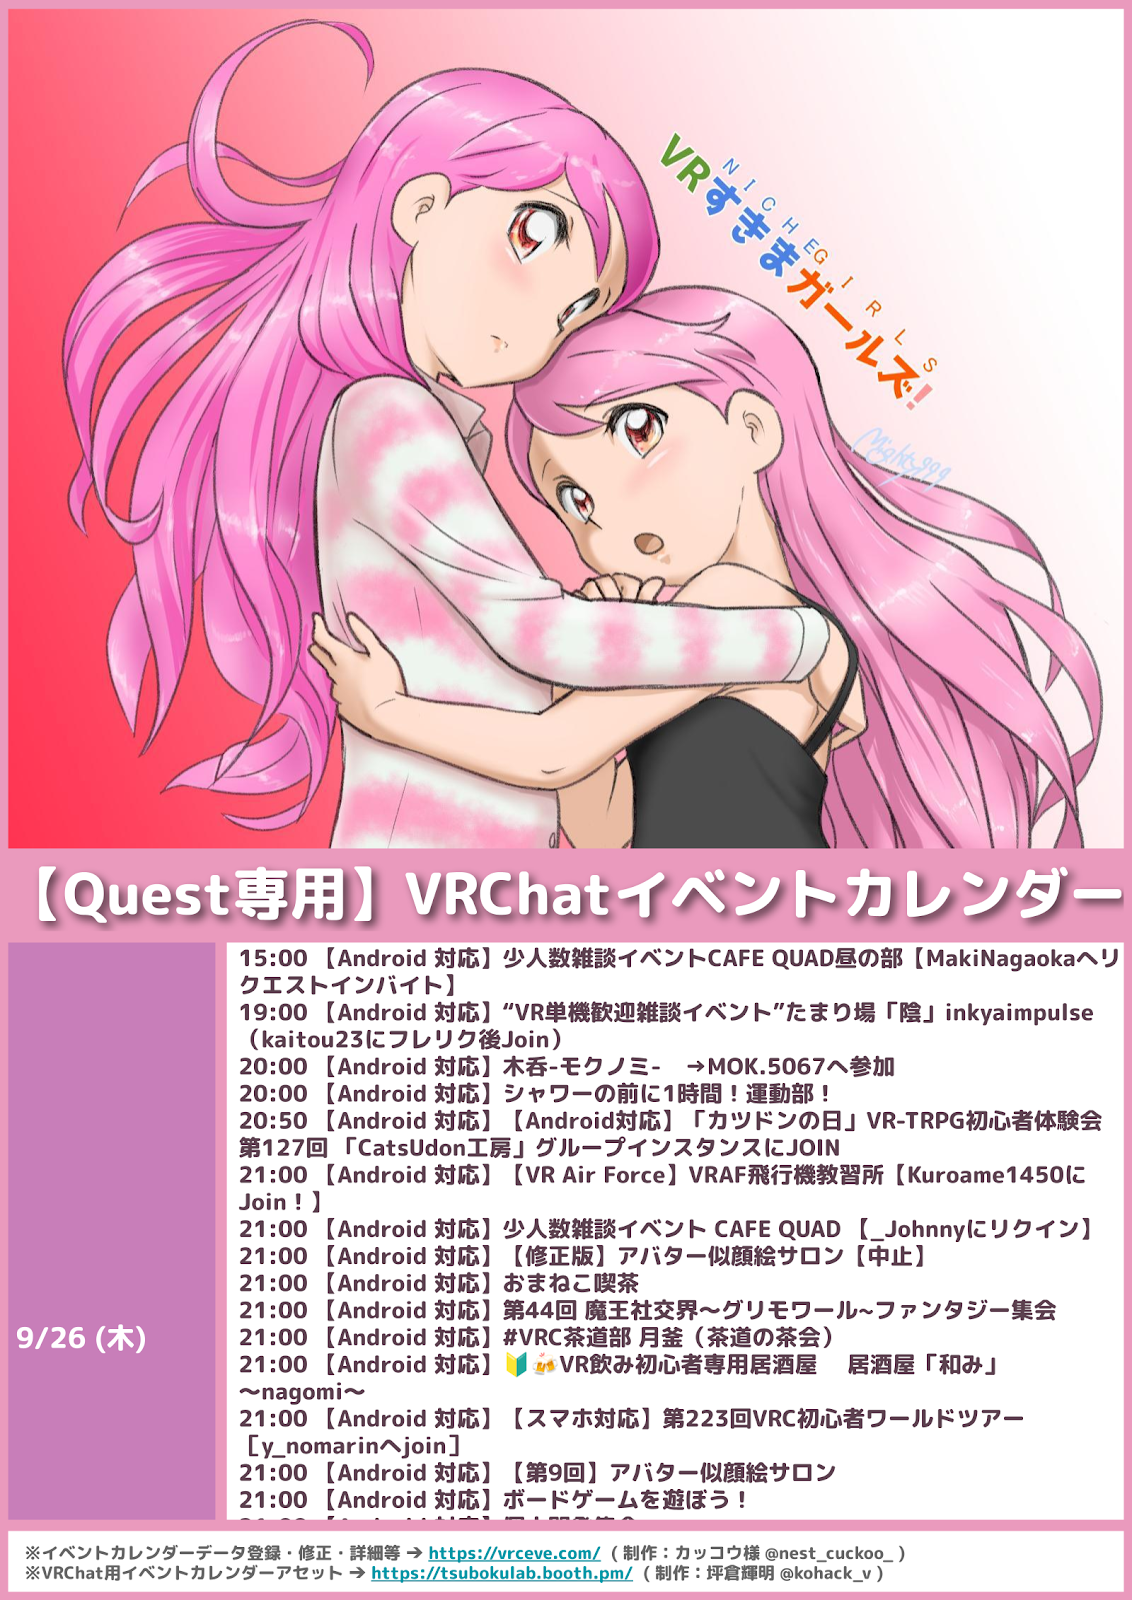 VRすきまガールズ!
NICHE GIRLS
Mighty999
【Quest専用】VRChatイベントカレンダー
9/26 (木)
15:00 【Android 対応】少人数雑談イベントCAFE QUAD昼の部【MakiNagaokaへリ
クエストインバイト】
19:00 【Android 対応】“VR単機歓迎雑談イベント”たまり場「陰」inkyaimpulse
（kaitou23にフレリク後Join）
20:00 【Android 対応】木呑-モクノミ-　→MOK.5067へ参加
20:00 【Android 対応】シャワーの前に1時間！運動部！
20:50 【Android 対応】【Android対応】「カツドンの日」VR-TRPG初心者体験会
第127回 「CatsUdon工房」グループインスタンスにJOIN
21:00 【Android 対応】【VR Air Force】VRAF飛行機教習所【Kuroame1450に
Join！】
21:00 【Android 対応】少人数雑談イベント CAFE QUAD 【_Johnnyにリクイン】
21:00 【Android 対応】【修正版】アバター似顔絵サロン【中止】
21:00 【Android 対応】おまねこ喫茶
21:00 【Android 対応】第44回 魔王社交界〜グリモワール~ファンタジー集会
21:00 【Android 対応】#VRC茶道部 月釜（茶道の茶会）
21:00 【Android 対応】🔰🍻VR飲み初心者専用居酒屋　居酒屋「和み」
〜nagomi〜
21:00 【Android 対応】【スマホ対応】第223回VRC初心者ワールドツアー
［y_nomarinへjoin］
21:00 【Android 対応】【第9回】アバター似顔絵サロン
21:00 【Android 対応】ボードゲームを遊ぼう！
※イベントカレンダーデータ登録・修正・詳細等 → https://vrceve.com/ （ 制作：カッコウ様 @nest_cuckoo_ ）
※VRChat用イベントカレンダーアセット → https://tsubokulab.booth.pm/ （ 制作：坪倉輝明 @kohack_v ）